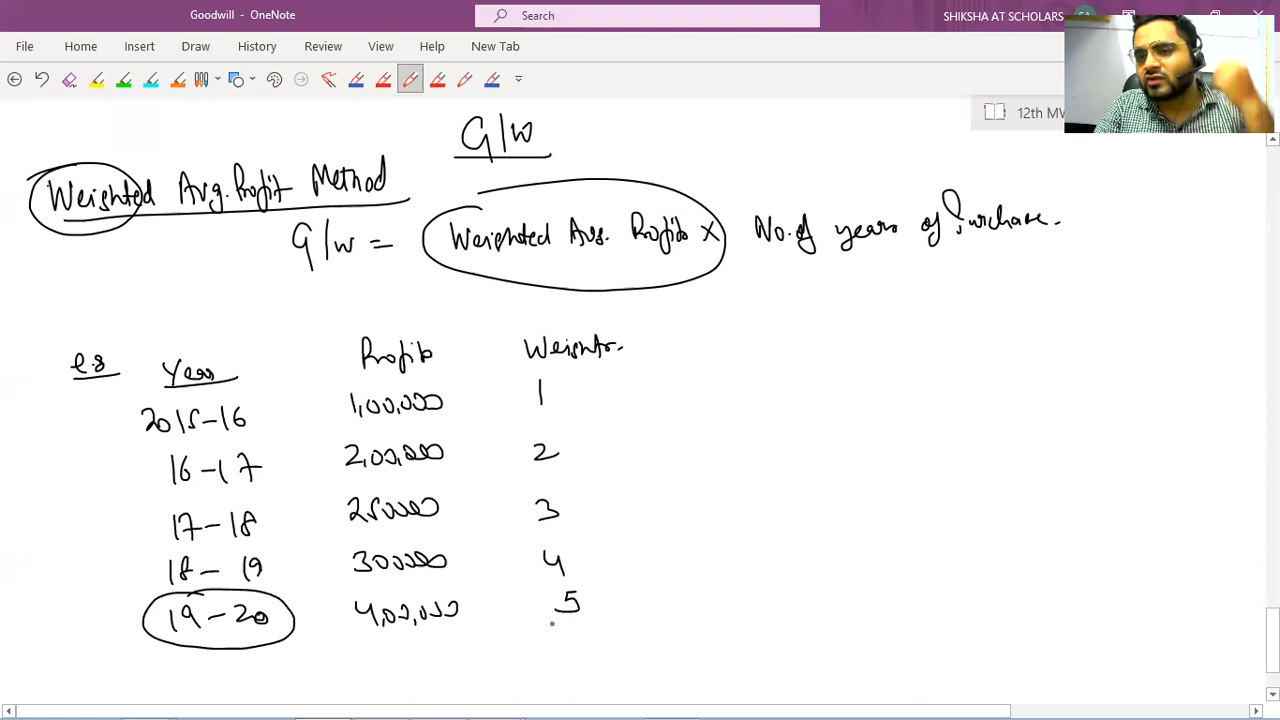 Goodwill - OneNote
Search
SHIKSHA AT SCHOLARS
SA
File Home Insert Draw History Review View Help New Tab
12th MW
G/w
Weighted Avg. Profit Method
G/w = Weighted Avg. Profits X No. of years of Purchase.
e.g Year Profits Weights.
2015-16 1,00,000 1
16-17 2,00,000 2
17-18 250000 3
18-19 300000 4
19-20 4,00,000 5